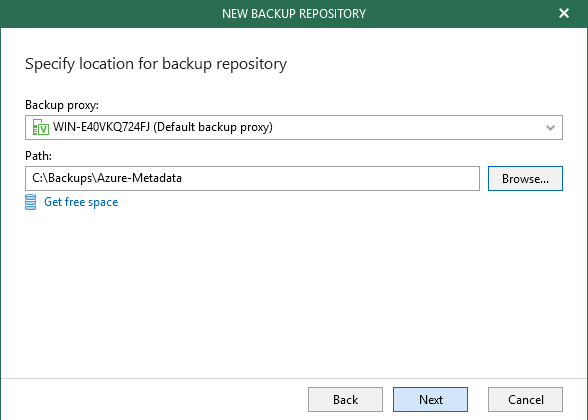 NEW BACKUP REPOSITORY
Specify location for backup repository
Backup proxy:
WIN-E40VKQ724FJ (Default backup proxy)
Path:
C:\Backups\Azure-Metadata
Browse...
Get free space
Back
Next
Cancel